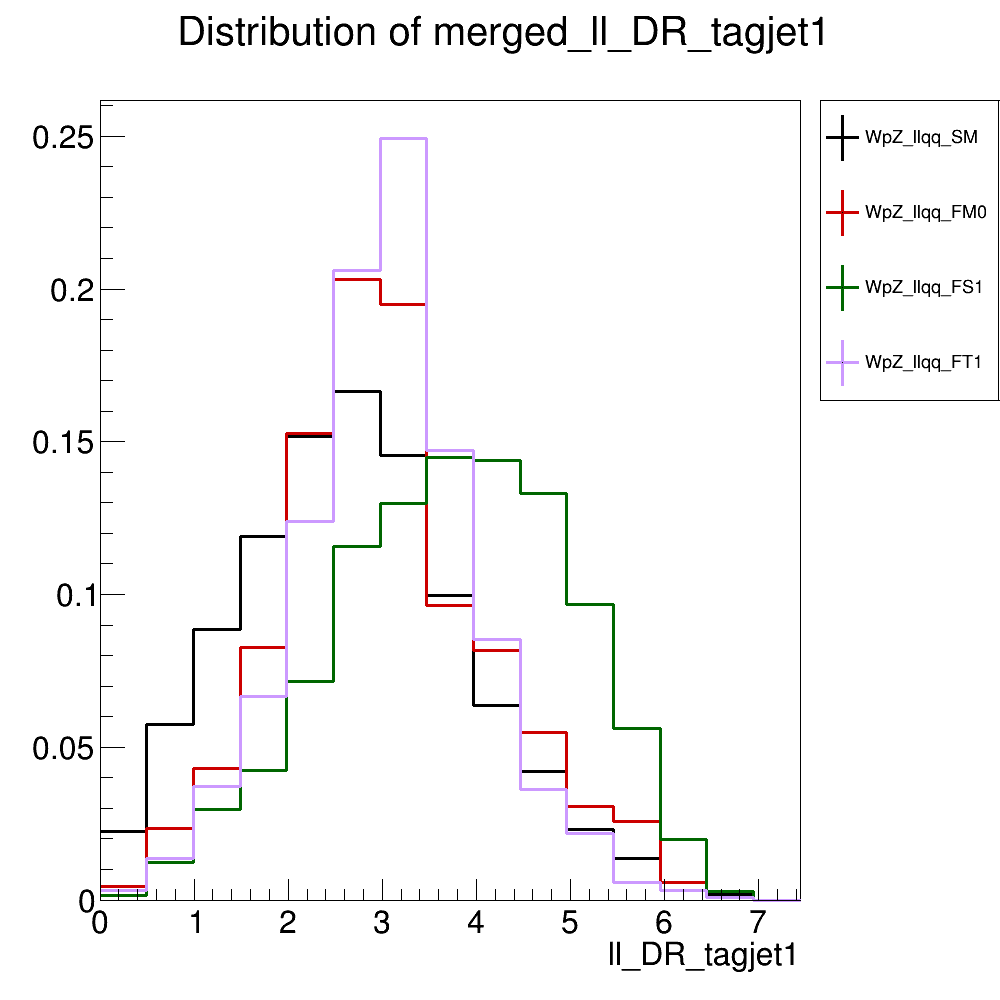 Distribution of merged_ll_DR_tagjet1
WpZ_llqq_SM
WpZ_llqq_FM0
WpZ_llqq_FS1
WpZ_llqq_FT1
0.25
0.2
0.15
0.1
0.05
0
0 1 2 3 4 5 6 7
ll_DR_tagjet1